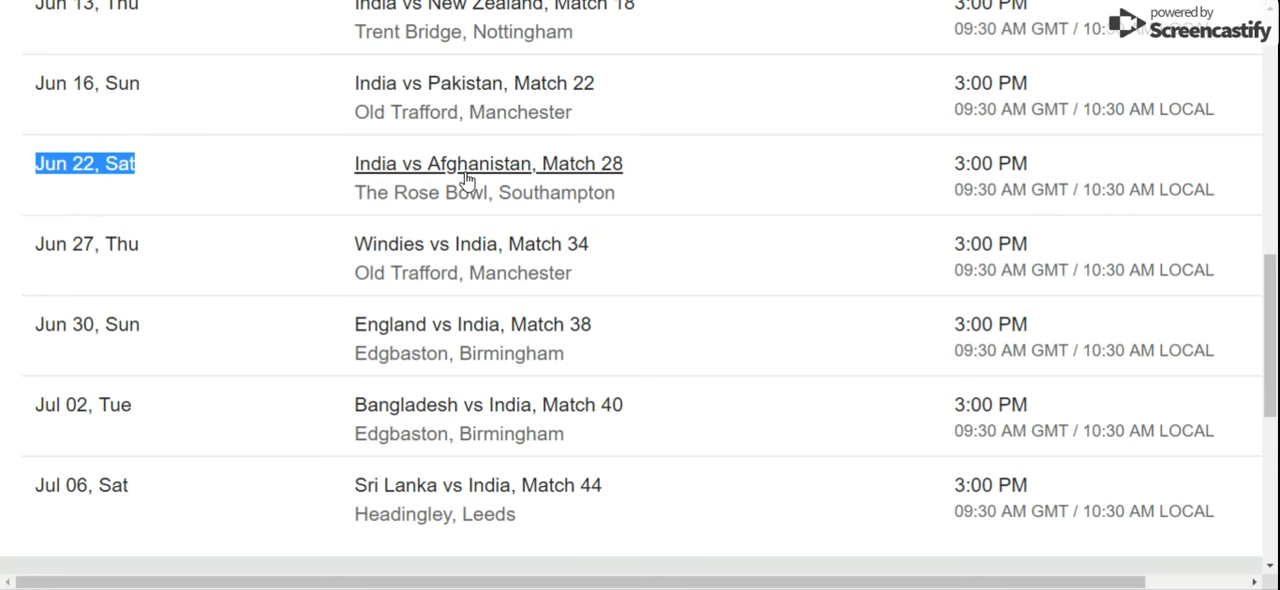 Jun 13, Thu
India vs New Zealand, Match 18
3:00 PM
Trent Bridge, Nottingham
09:30 AM GMT / 10:
powered by
Screencastify
Jun 16, Sun
India vs Pakistan, Match 22
3:00 PM
Old Trafford, Manchester
09:30 AM GMT / 10:30 AM LOCAL
Jun 22, Sat
India vs Afghanistan, Match 28
3:00 PM
The Rose Bowl, Southampton
09:30 AM GMT / 10:30 AM LOCAL
Jun 27, Thu
Windies vs India, Match 34
3:00 PM
Old Trafford, Manchester
09:30 AM GMT / 10:30 AM LOCAL
Jun 30, Sun
England vs India, Match 38
3:00 PM
Edgbaston, Birmingham
09:30 AM GMT / 10:30 AM LOCAL
Jul 02, Tue
Bangladesh vs India, Match 40
3:00 PM
Edgbaston, Birmingham
09:30 AM GMT / 10:30 AM LOCAL
Jul 06, Sat
Sri Lanka vs India, Match 44
3:00 PM
Headingley, Leeds
09:30 AM GMT / 10:30 AM LOCAL